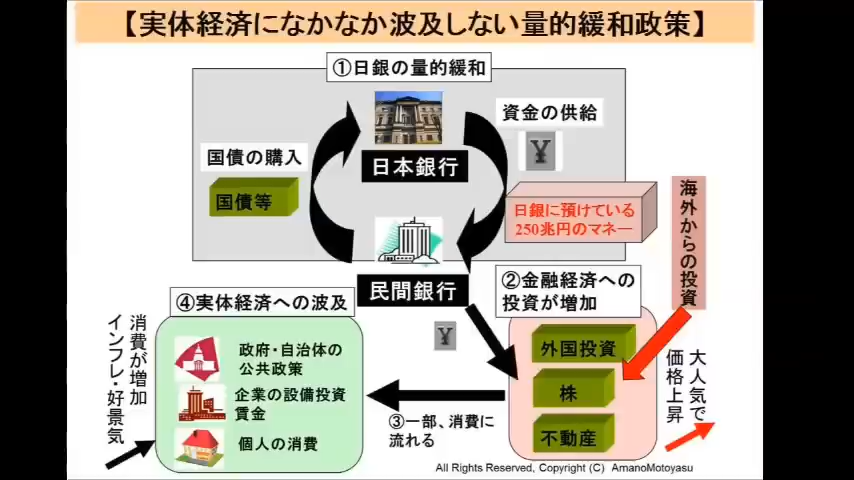 【実体経済になかなか波及しない量的緩和政策】
①日銀の量的緩和
資金の供給
¥
国債の購入
国債等
日本銀行
日銀に預けている
250兆円のマネー
海外からの投資
民間銀行
②金融経済への
投資が増加
④実体経済への波及
¥
外国投資
株
不動産
大人気で
価格上昇
消費が増加
インフレ・好景気
政府・自治体の
公共政策
企業の設備投資
賃金
個人の消費
③一部、消費に
流れる
All Rights Reserved, Copyright (C) AmanoMotoyasu